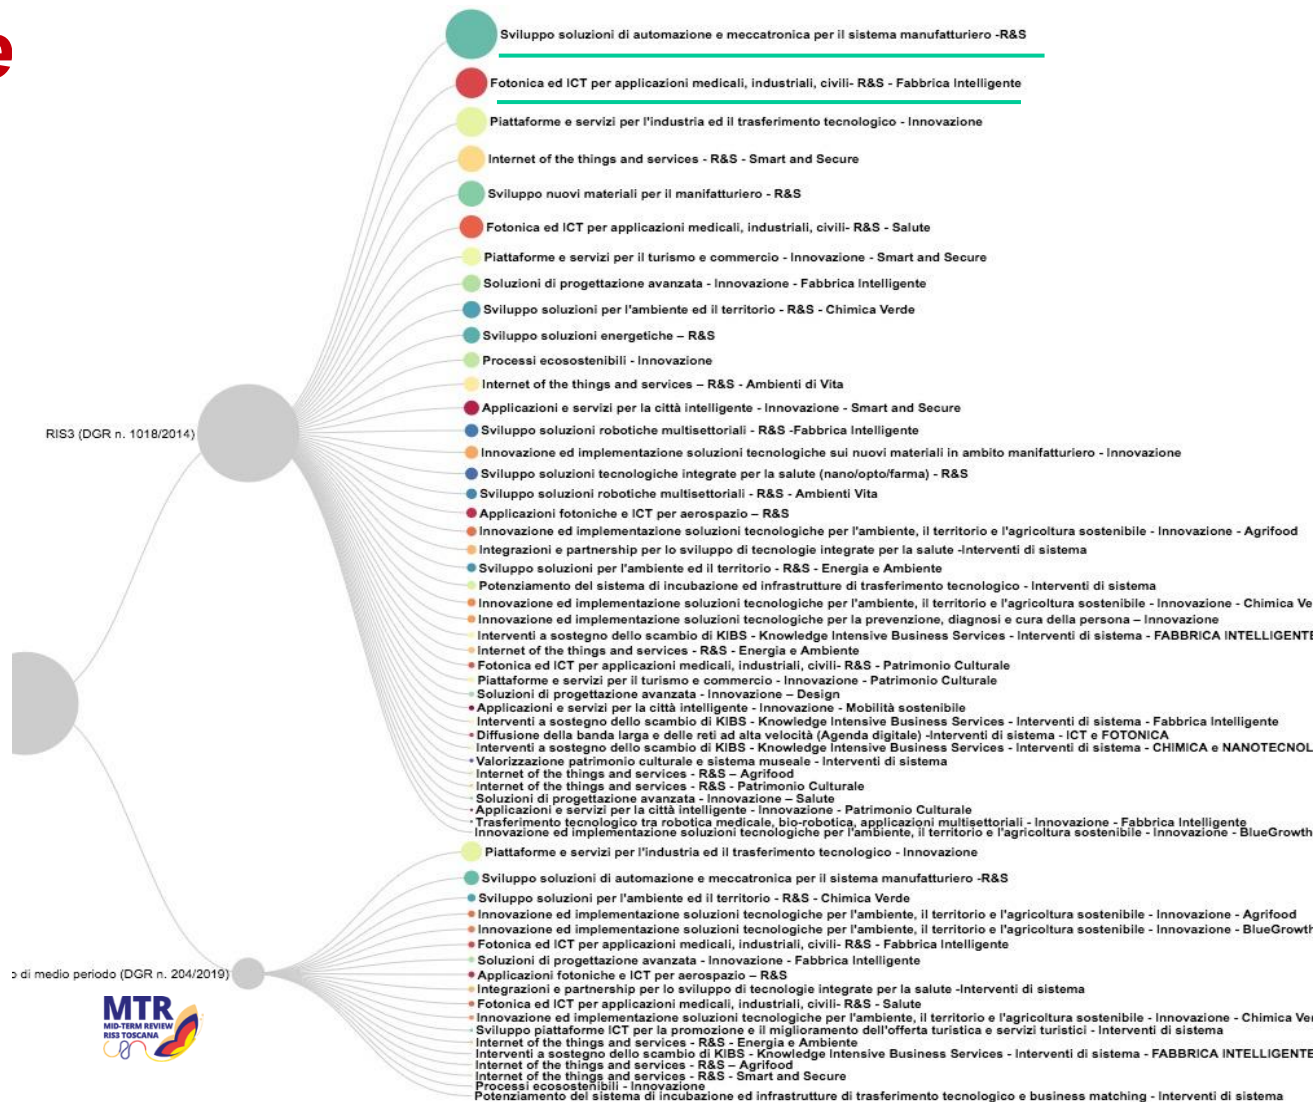 e
Sviluppo soluzioni di automazione e meccatronica per il sistema manufatturiero -R&S
Fotonica ed ICT per applicazioni medicali, industriali, civili- R&S - Fabbrica Intelligente
Piattaforme e servizi per l'industria ed il trasferimento tecnologico - Innovazione
Internet of the things and services - R&S - Smart and Secure
Sviluppo nuovi materiali per il manifatturiero - R&S
Fotonica ed ICT per applicazioni medicali, industriali, civili- R&S - Salute
Piattaforme e servizi per il turismo e commercio - Innovazione - Smart and Secure
Soluzioni di progettazione avanzata - Innovazione - Fabbrica Intelligente
Sviluppo soluzioni per l'ambiente ed il territorio - R&S - Chimica Verde
Sviluppo soluzioni energetiche – R&S
Processi ecosostenibili - Innovazione
Internet of the things and services – R&S - Ambienti di Vita
Applicazioni e servizi per la città intelligente - Innovazione - Smart and Secure
RIS3 (DGR n. 1018/2014)
Sviluppo soluzioni robotiche multisettoriali - R&S -Fabbrica Intelligente
Innovazione ed implementazione soluzioni tecnologiche sui nuovi materiali in ambito manifatturiero - Innovazione
Sviluppo soluzioni tecnologiche integrate per la salute (nano/opto/farma) - R&S
Sviluppo soluzioni robotiche multisettoriali - R&S - Ambienti Vita
Applicazioni fotoniche e ICT per aerospazio – R&S
Innovazione ed implementazione soluzioni tecnologiche per l'ambiente, il territorio e l'agricoltura sostenibile - Innovazione - Agrifood
Integrazioni e partnership per lo sviluppo di tecnologie integrate per la salute -Interventi di sistema
Sviluppo soluzioni per l'ambiente ed il territorio - R&S - Energia e Ambiente
Potenziamento del sistema di incubazione ed infrastrutture di trasferimento tecnologico - Interventi di sistema
Innovazione ed implementazione soluzioni tecnologiche per l'ambiente, il territorio e l'agricoltura sostenibile - Innovazione - Chimica Ve
Innovazione ed implementazione soluzioni tecnologiche per la prevenzione, diagnosi e cura della persona – Innovazione
Interventi a sostegno dello scambio di KIBS - Knowledge Intensive Business Services - Interventi di sistema - FABBRICA INTELLIGENTE
Internet of the things and services - R&S - Energia e Ambiente
Fotonica ed ICT per applicazioni medicali, industriali, civili- R&S - Patrimonio Culturale
Piattaforme e servizi per il turismo e commercio - Innovazione - Patrimonio Culturale
Soluzioni di progettazione avanzata - Innovazione – Design
Applicazioni e servizi per la città intelligente - Innovazione - Mobilità sostenibile
Interventi a sostegno dello scambio di KIBS - Knowledge Intensive Business Services - Interventi di sistema - Fabbrica Intelligente
Diffusione della banda larga e delle reti ad alta velocità (Agenda digitale) -Interventi di sistema - ICT e FOTONICA
Interventi a sostegno dello scambio di KIBS - Knowledge Intensive Business Services - Interventi di sistema - CHIMICA e NANOTECNOL
Valorizzazione patrimonio culturale e sistema museale - Interventi di sistema
Internet of the things and services - R&S – Agrifood
Internet of the things and services - R&S - Patrimonio Culturale
Soluzioni di progettazione avanzata - Innovazione – Salute
Applicazioni e servizi per la città intelligente - Innovazione - Patrimonio Culturale
Trasferimento tecnologico tra robotica medicale, bio-robotica, applicazioni multisettoriali - Innovazione - Fabbrica Intelligente
Innovazione ed implementazione soluzioni tecnologiche per l'ambiente, il territorio e l'agricoltura sostenibile - Innovazione - BlueGrowth
Piattaforme e servizi per l'industria ed il trasferimento tecnologico - Innovazione
Sviluppo soluzioni di automazione e meccatronica per il sistema manufatturiero -R&S
Sviluppo soluzioni per l'ambiente ed il territorio - R&S - Chimica Verde
Innovazione ed implementazione soluzioni tecnologiche per l'ambiente, il territorio e l'agricoltura sostenibile - Innovazione - Agrifood
Innovazione ed implementazione soluzioni tecnologiche per l'ambiente, il territorio e l'agricoltura sostenibile - Innovazione - BlueGrowth
Fotonica ed ICT per applicazioni medicali, industriali, civili- R&S - Fabbrica Intelligente
Soluzioni di progettazione avanzata - Innovazione - Fabbrica Intelligente
o di medio periodo (DGR n. 204/2019)
Applicazioni fotoniche e ICT per aerospazio – R&S
Integrazioni e partnership per lo sviluppo di tecnologie integrate per la salute -Interventi di sistema
Fotonica ed ICT per applicazioni medicali, industriali, civili- R&S - Salute
Innovazione ed implementazione soluzioni tecnologiche per l'ambiente, il territorio e l'agricoltura sostenibile - Innovazione - Chimica Ver
Sviluppo piattaforme ICT per la promozione e il miglioramento dell'offerta turistica e servizi turistici - Interventi di sistema
Internet of the things and services - R&S - Energia e Ambiente
Interventi a sostegno dello scambio di KIBS - Knowledge Intensive Business Services - Interventi di sistema - FABBRICA INTELLIGENTE
Internet of the things and services – R&S – Agrifood
Internet of the things and services - R&S - Smart and Secure
Processi ecosostenibili - Innovazione
Potenziamento del sistema di incubazione ed infrastrutture di trasferimento tecnologico e business matching - Interventi di sistema
MTR
MID-TERM REVIEW
RIS3 TOSCANA